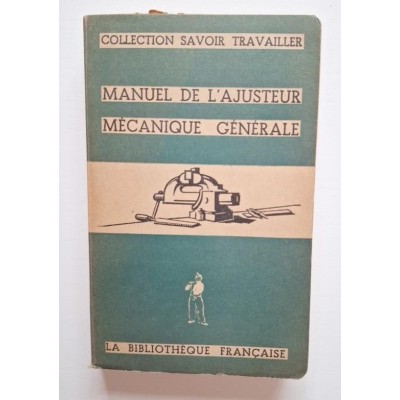 COLLECTION SAVOIR TRAVAILLER
MANUEL DE L'AJUSTEUR
MÉCANIQUE GÉNÉRALE
LA BIBLIOTHÈQUE FRANÇAISE